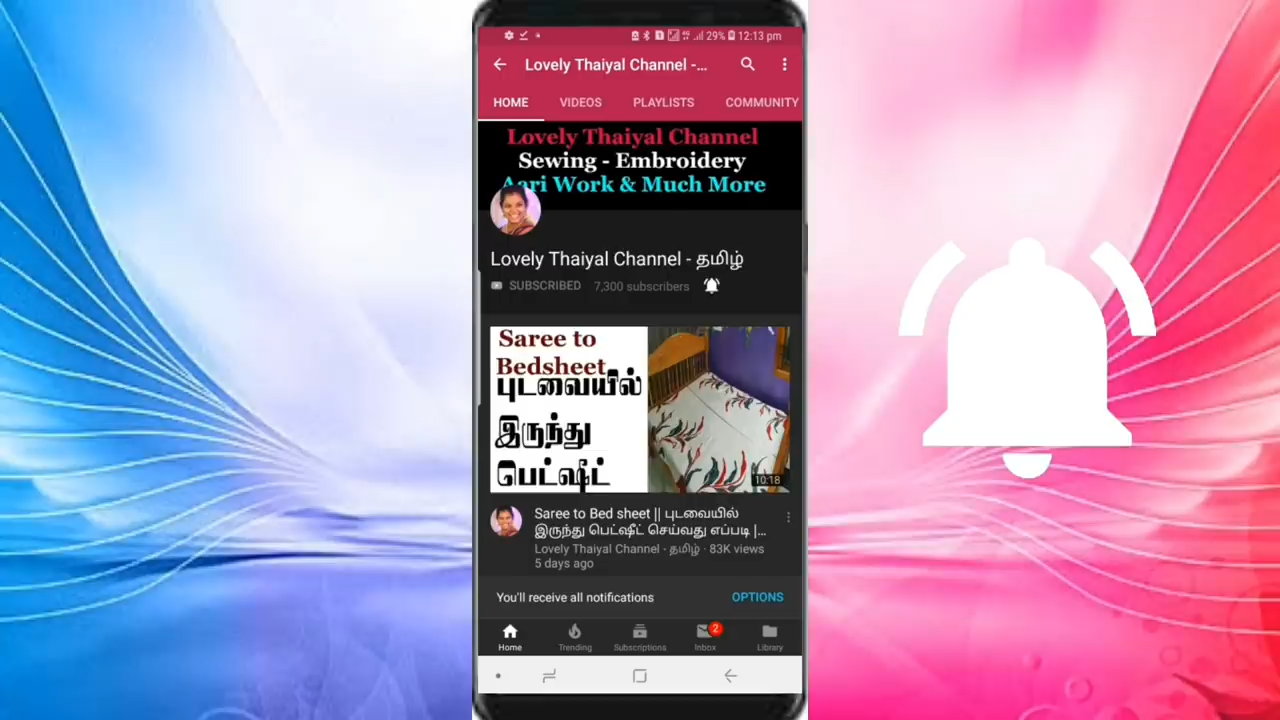 29% 12:13 pm
Lovely Thaiyal Channel -...
HOME VIDEOS PLAYLISTS COMMUNITY
Lovely Thaiyal Channel
Sewing - Embroidery
Aari Work & Much More
Lovely Thaiyal Channel - தமிழ்
SUBSCRIBED 7,300 subscribers
Saree to
Bedsheet
புடவையில்
இருந்து
பெட்ஷீட்
10:18
Saree to Bed sheet || புடவையில்
இருந்து பெட்ஷீட் செய்வது எப்படி |...
Lovely Thaiyal Channel - தமிழ் · 83K views
5 days ago
You'll receive all notifications OPTIONS
2
Home Trending Subscriptions Inbox Library